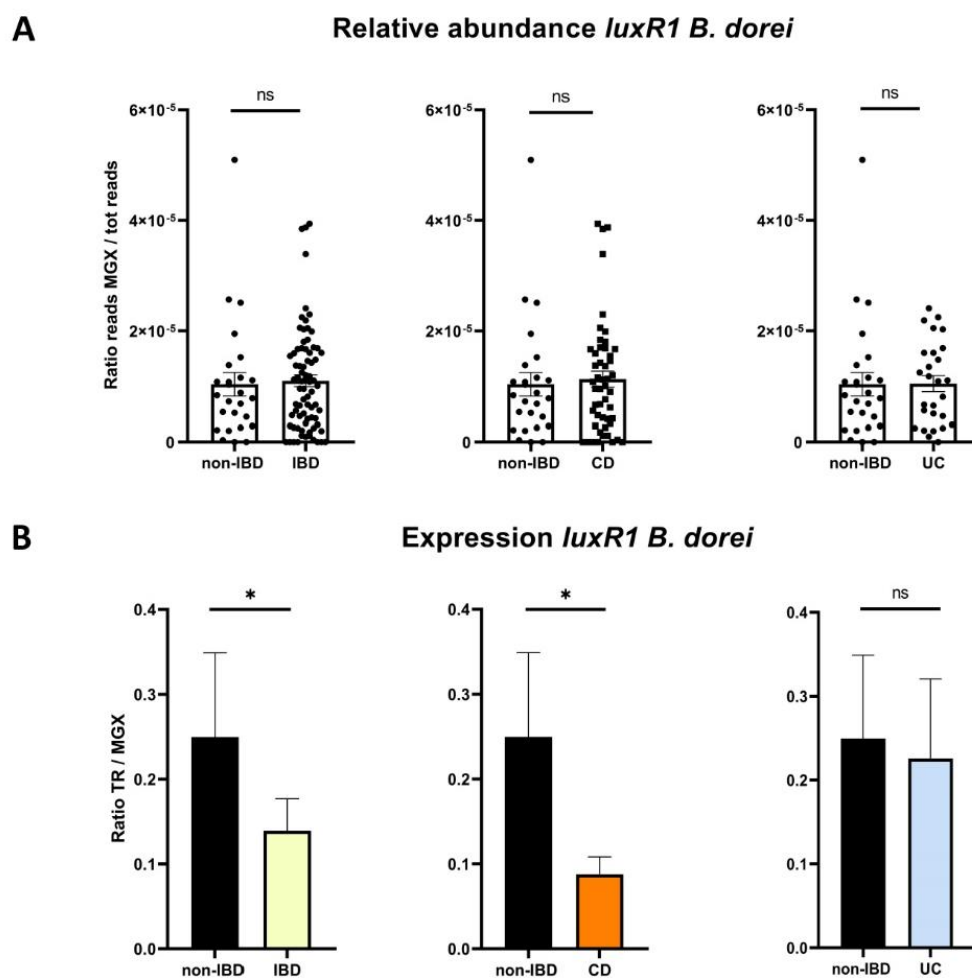 A
Relative abundance luxR1 B. dorei
Ratio reads MGX / tot reads
6×10⁻⁵
4×10⁻⁵
2×10⁻⁵
0
ns
non-IBD IBD
6×10⁻⁵
4×10⁻⁵
2×10⁻⁵
0
ns
non-IBD CD
6×10⁻⁵
4×10⁻⁵
2×10⁻⁵
0
ns
non-IBD UC
B
Expression luxR1 B. dorei
Ratio TR / MGX
0.4
0.3
0.2
0.1
0.0
*
non-IBD IBD
0.4
0.3
0.2
0.1
0.0
*
non-IBD CD
0.4
0.3
0.2
0.1
0.0
ns
non-IBD UC